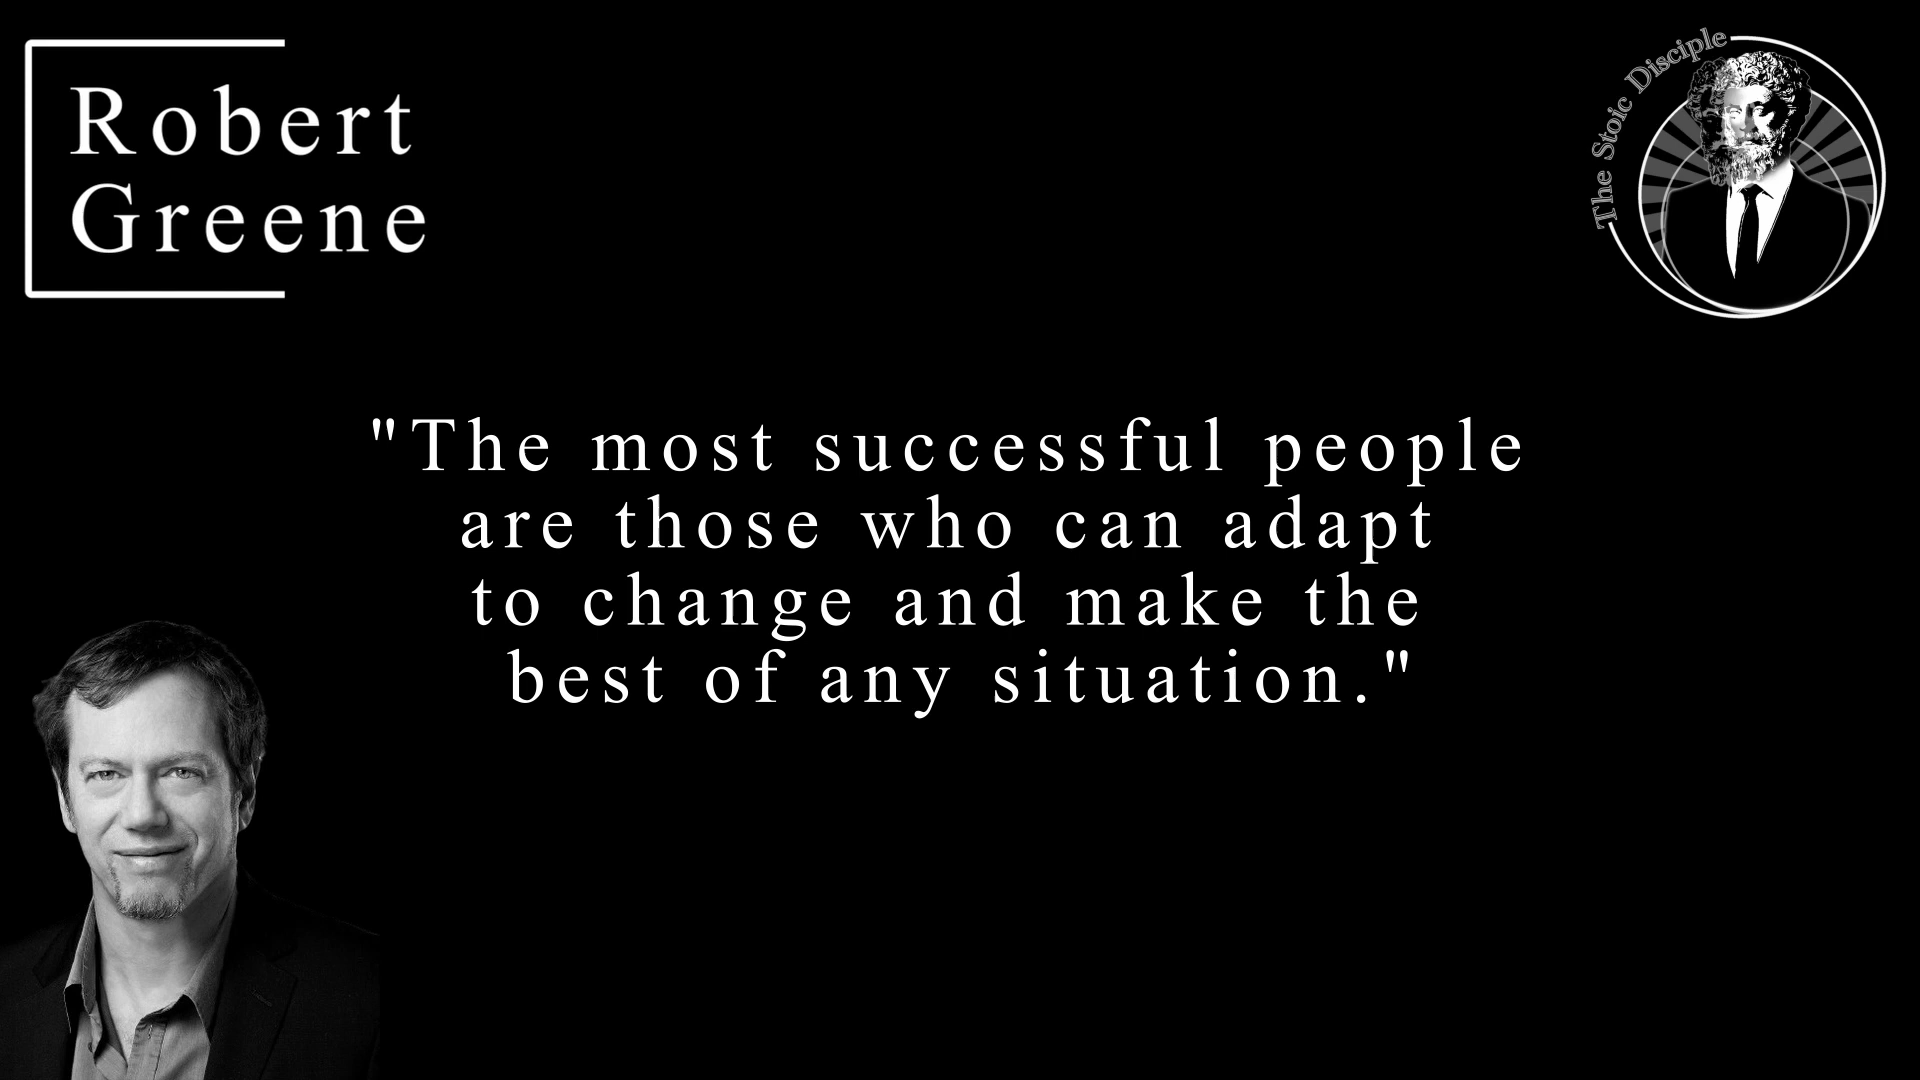 Robert
Greene
The Stoic Disciple
"The most successful people
are those who can adapt
to change and make the
best of any situation."